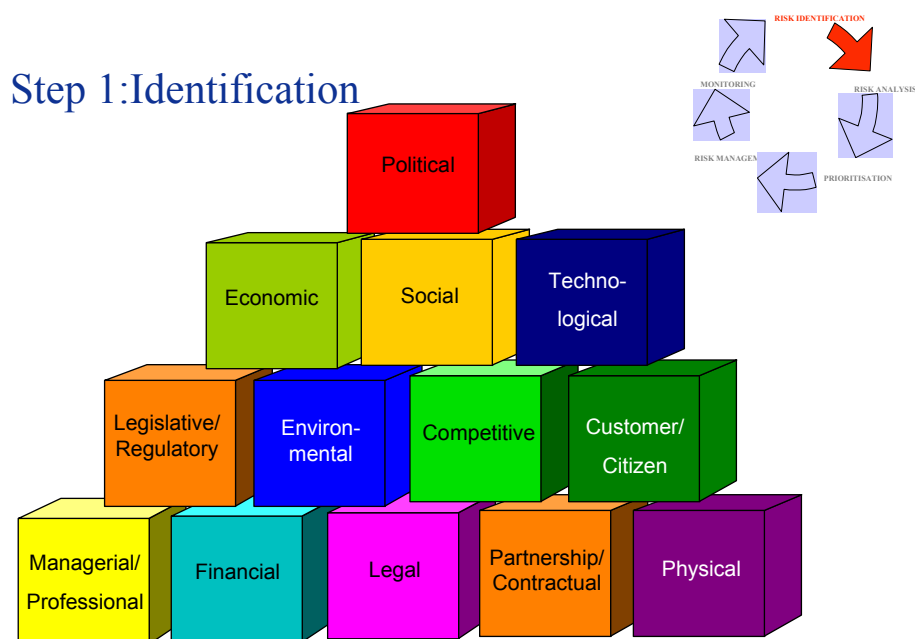 RISK IDENTIFICATION
Step 1:Identification
MONITORING
RISK ANALYSIS
RISK MANAGEM
PRIORITISATION
Political
Economic
Social
Techno-
logical
Legislative/
Regulatory
Environ-
mental
Competitive
Customer/
Citizen
Managerial/
Professional
Financial
Legal
Partnership/
Contractual
Physical